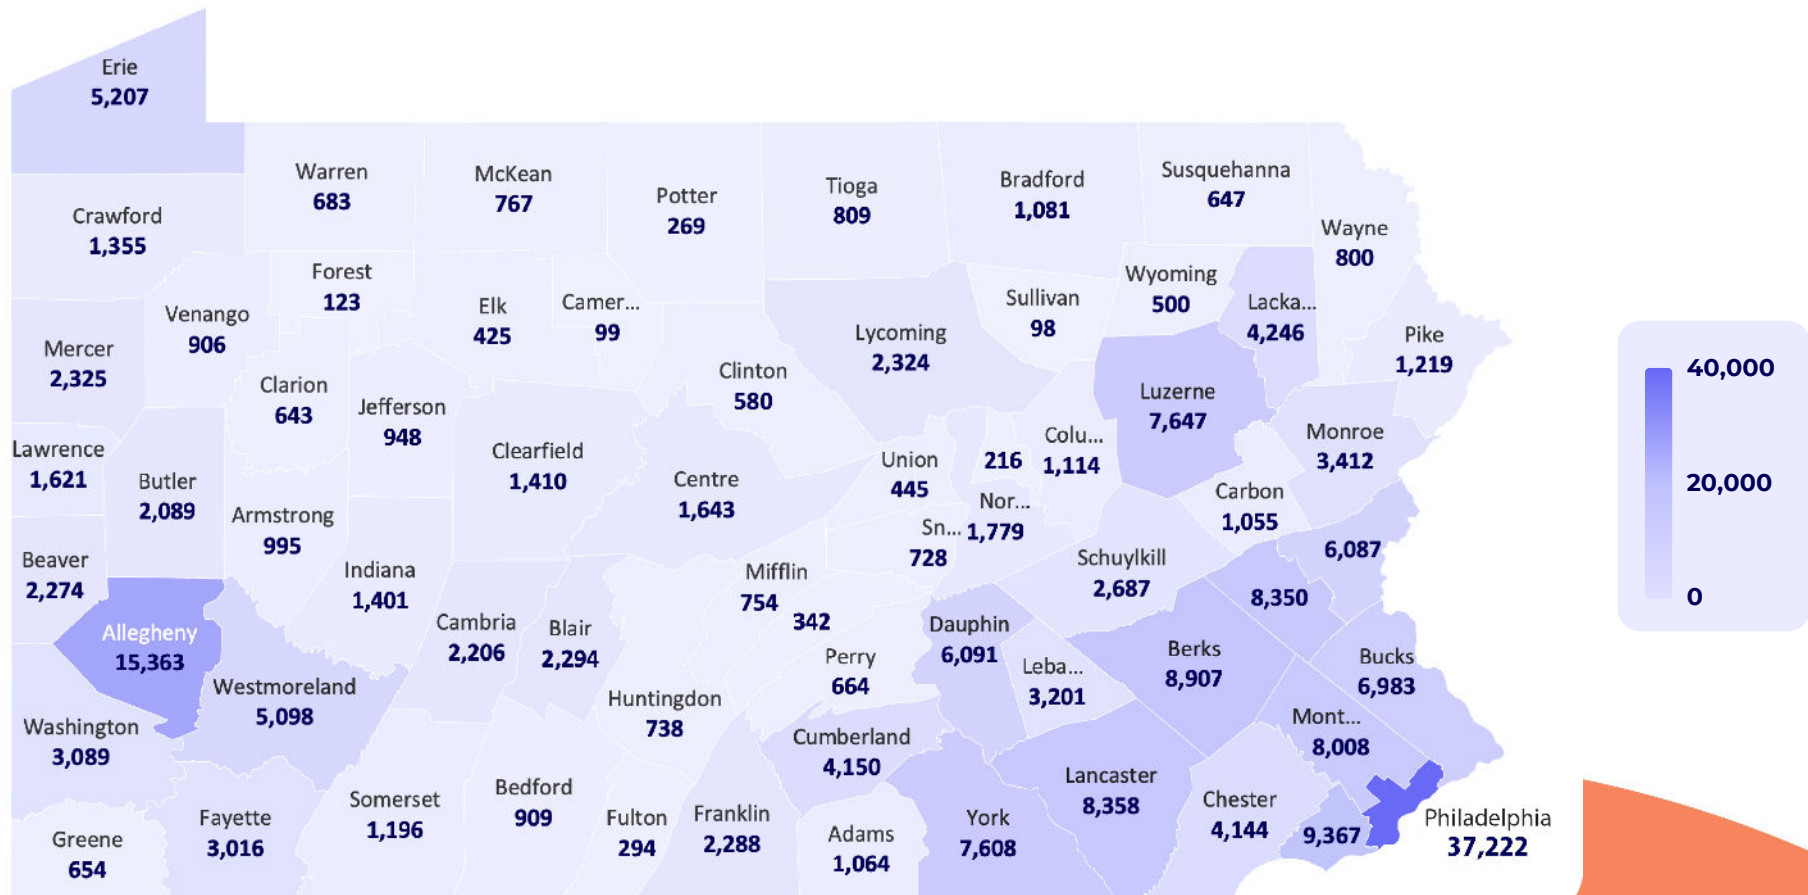 Erie
5,207
Warren
683
McKean
767
Potter
269
Tioga
809
Bradford
1,081
Susquehanna
647
Wayne
800
Crawford
1,355
Forest
123
Venango
906
Elk
425
Camer...
99
Sullivan
98
Wyoming
500
Lacka...
4,246
Pike
1,219
Mercer
2,325
Clarion
643
Jefferson
948
Clinton
580
Lycoming
2,324
Luzerne
7,647
Monroe
3,412
Lawrence
1,621
Butler
2,089
Clearfield
1,410
Centre
1,643
Union
445
216
Colu...
1,114
Carbon
1,055
Armstrong
995
Nor...
1,779
Sn...
728
Beaver
2,274
Indiana
1,401
Mifflin
754
342
Schuylkill
2,687
6,087
8,350
Allegheny
15,363
Cambria
2,206
Blair
2,294
Perry
664
Dauphin
6,091
Leba...
3,201
Berks
8,907
Bucks
6,983
Westmoreland
5,098
Huntingdon
738
Washington
3,089
Cumberland
4,150
Mont...
8,008
Lancaster
8,358
Greene
654
Fayette
3,016
Somerset
1,196
Bedford
909
Fulton
294
Franklin
2,288
Adams
1,064
York
7,608
Chester
4,144
9,367
Philadelphia
37,222
40,000
20,000
0